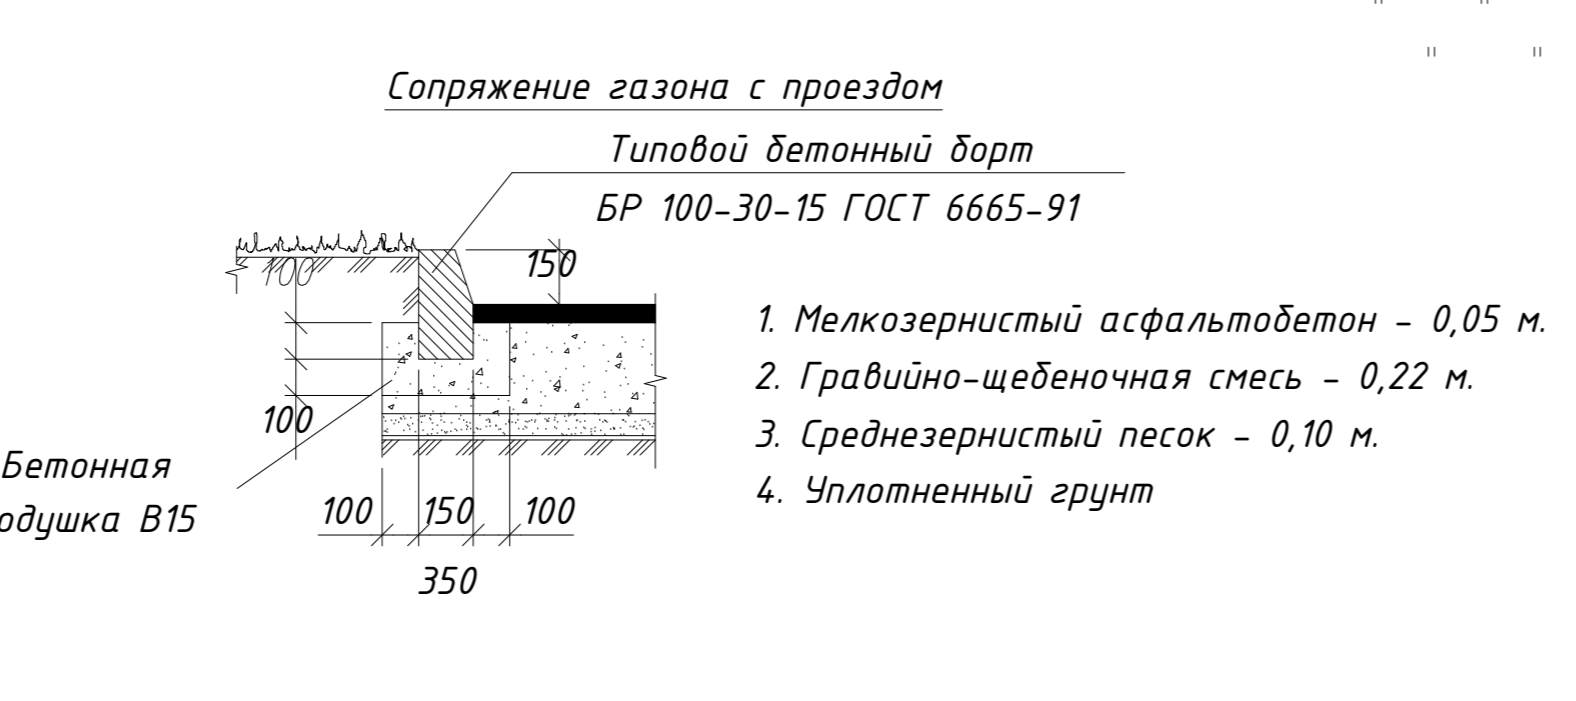 Сопряжение газона с проездом
Типовой бетонный борт
БР 100-30-15 ГОСТ 6665-91
100
150
1. Мелкозернистый асфальтобетон - 0,05 м.
2. Гравийно-щебеночная смесь - 0,22 м.
3. Среднезернистый песок - 0,10 м.
4. Уплотненный грунт
100
Бетонная
одушка В15
100 150 100
350